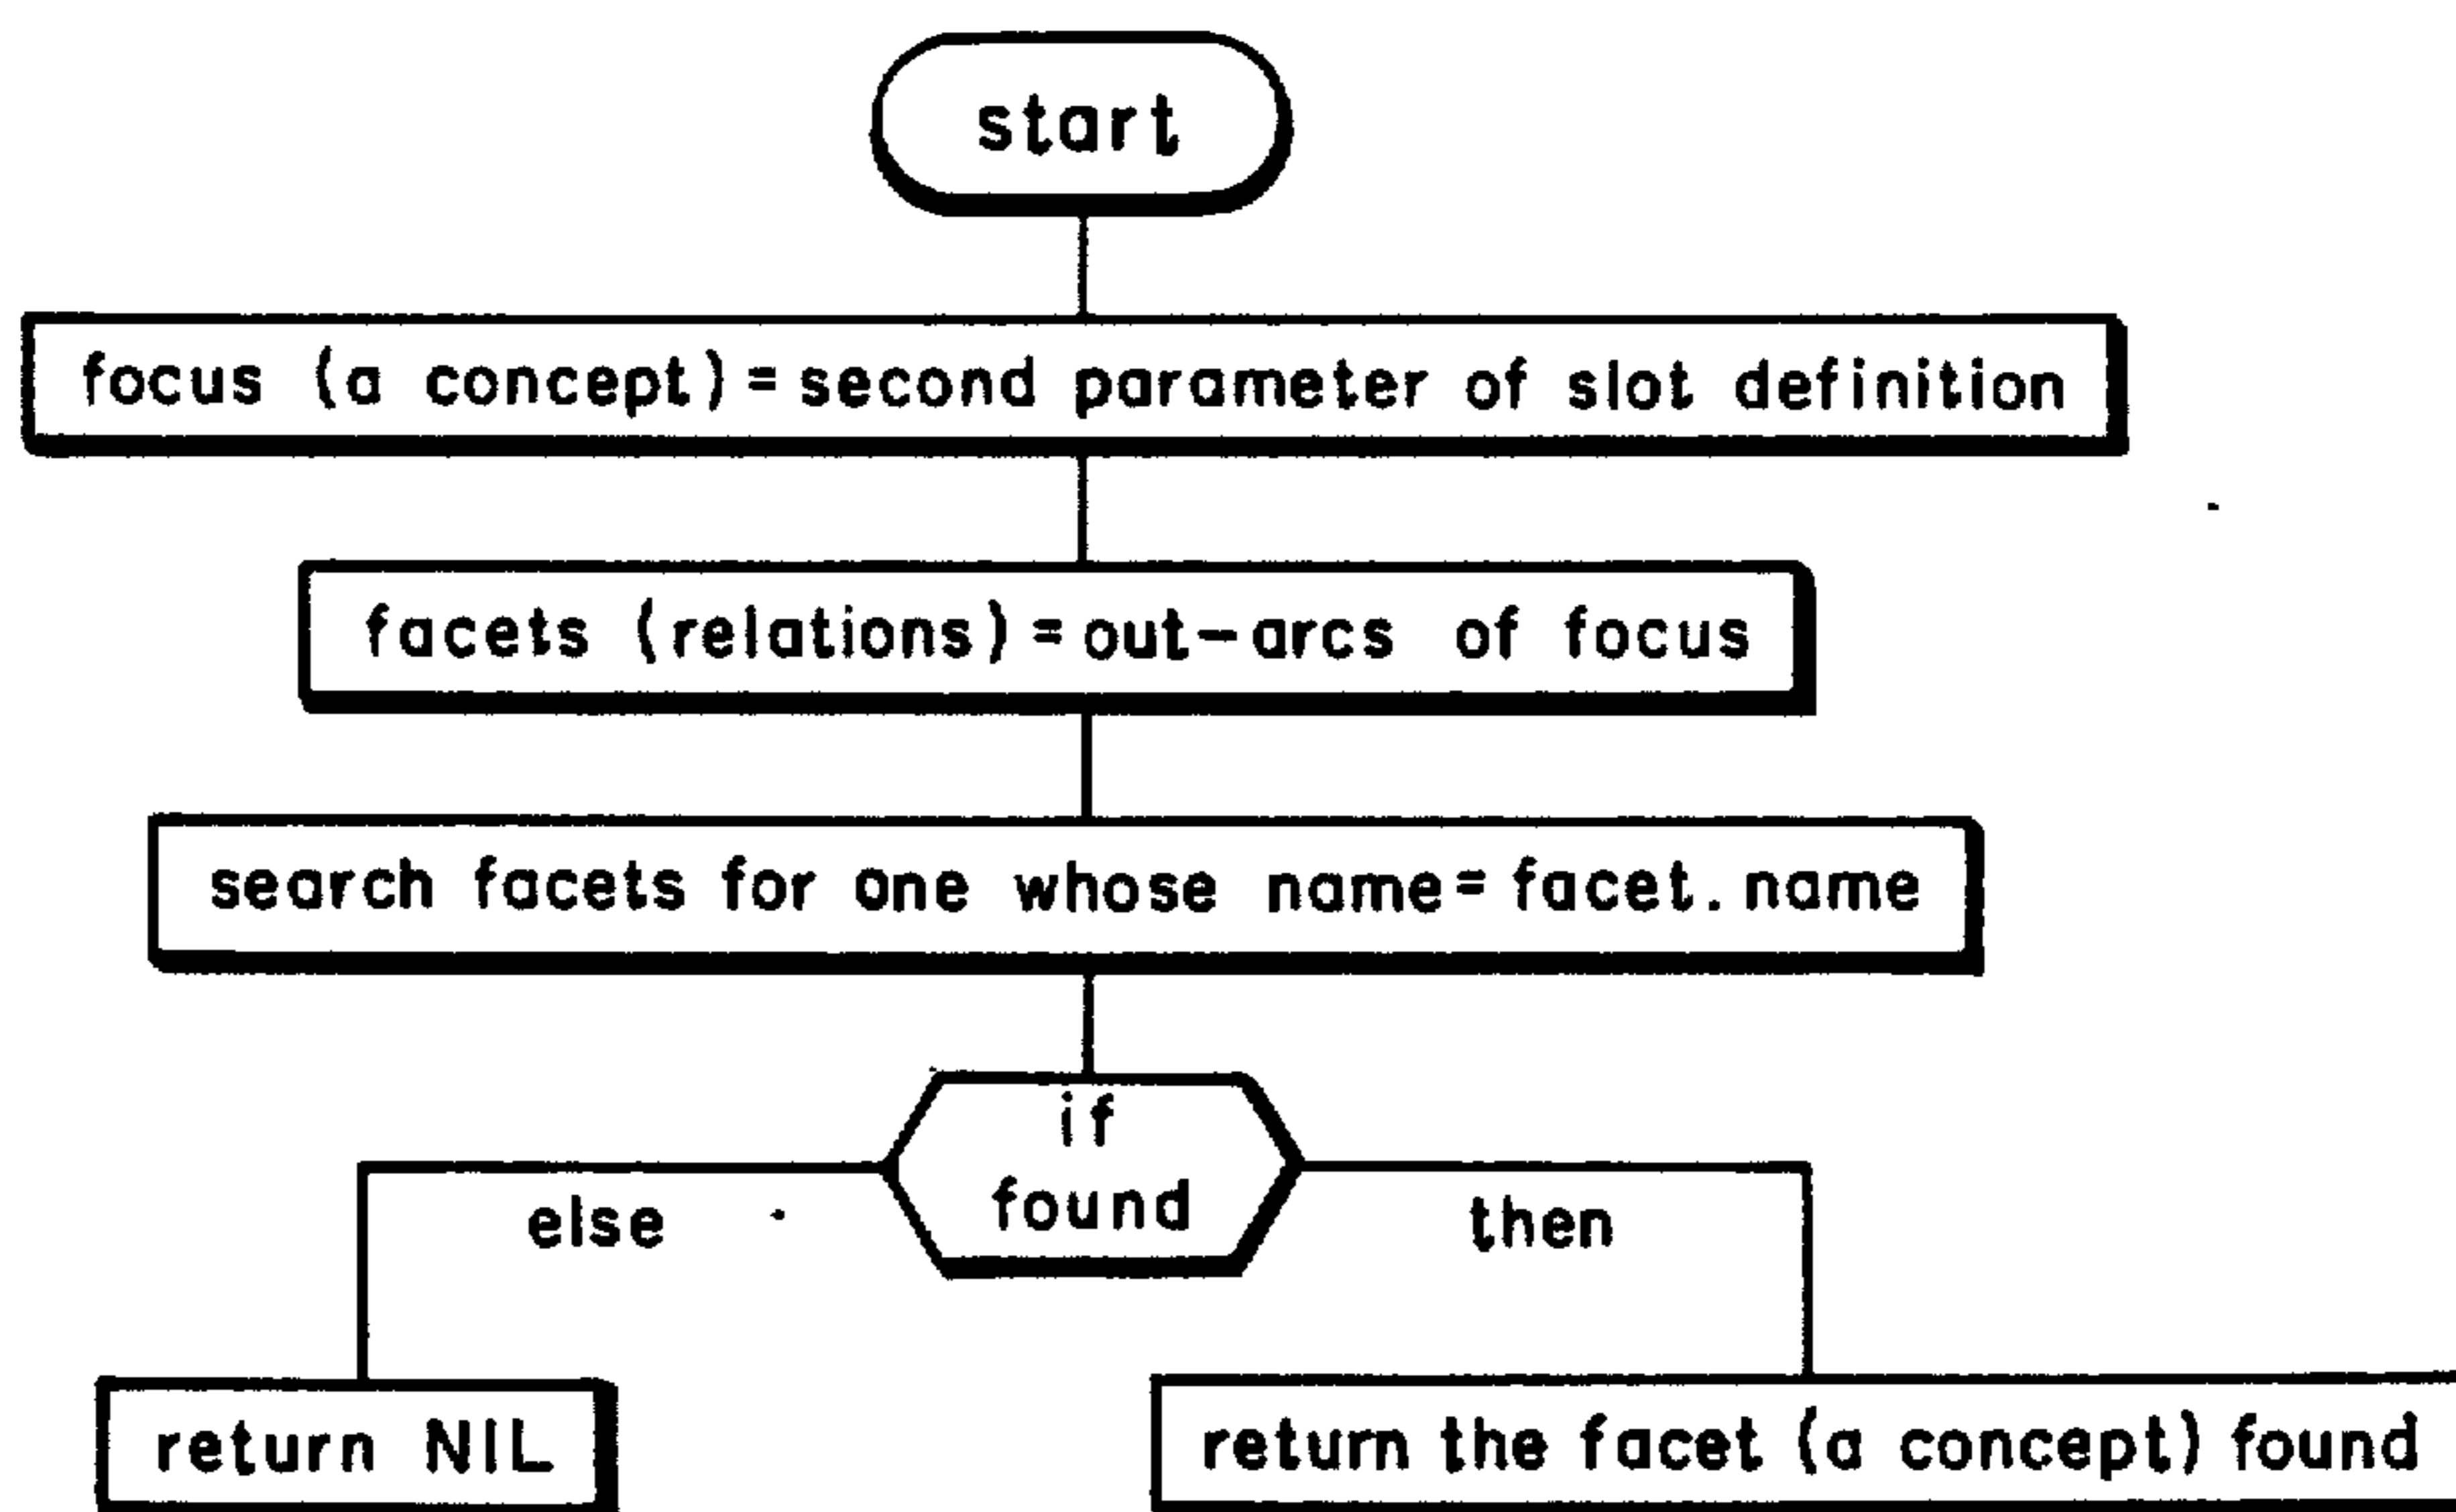 start
focus (a concept)=second parameter of slot definition
facets (relations)=out-arcs of focus
search facets for one whose name=facet.name
if
found
else
then
return NIL
return the facet (a concept) found